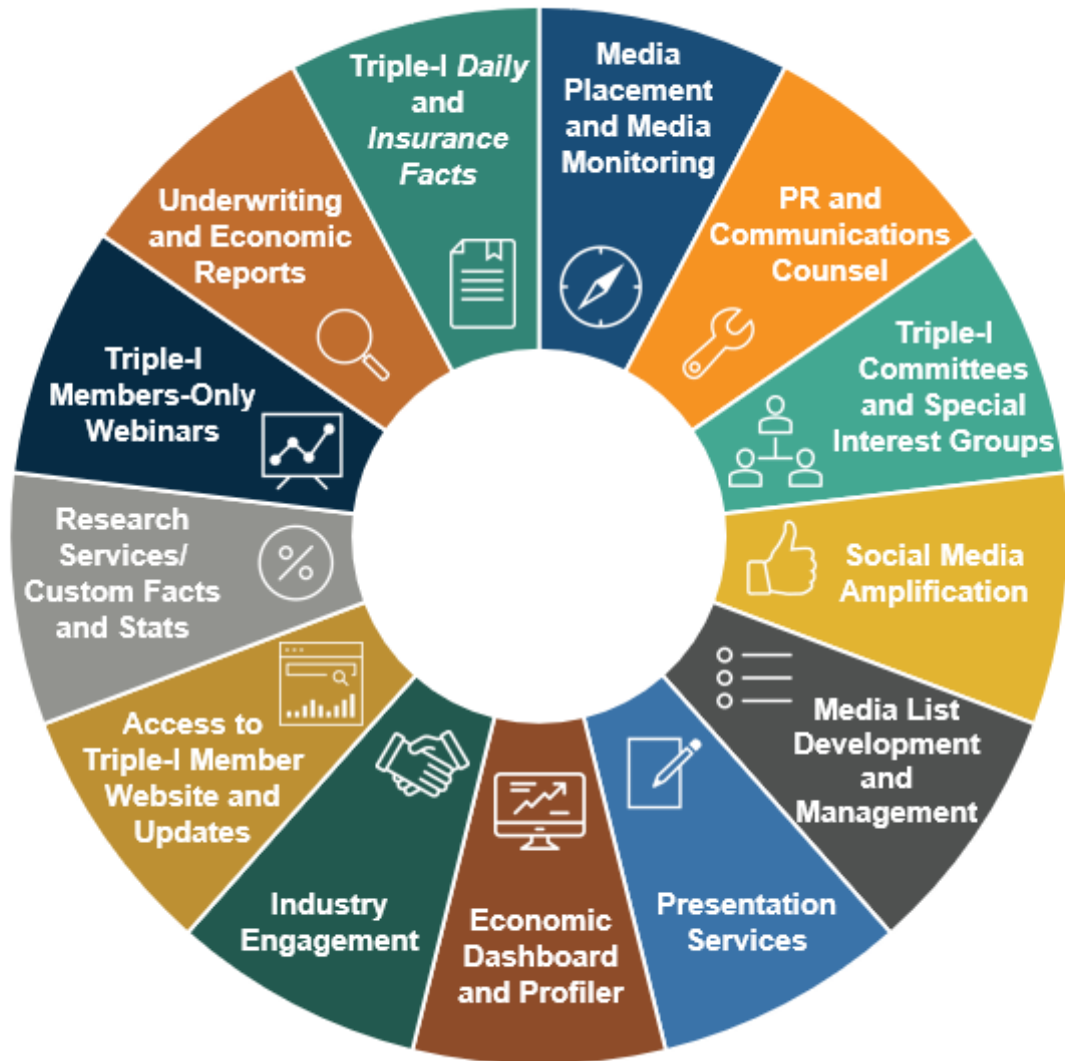 Media
Placement
and Media
Monitoring
PR and
Communications
Counsel
Triple-I
Committees
and Special
Interest Groups
Social Media
Amplification
Media List
Development
and
Management
Presentation
Services
Economic
Dashboard
and Profiler
Industry
Engagement
Access to
Triple-I Member
Website and
Updates
Research
Services/
Custom Facts
and Stats
Triple-I
Members-Only
Webinars
Underwriting
and Economic
Reports
Triple-I Daily
and
Insurance
Facts